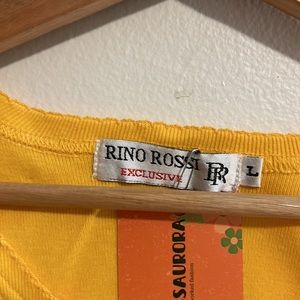 RINO ROSSI
EXCLUSIVE
RR
L
SAURORA